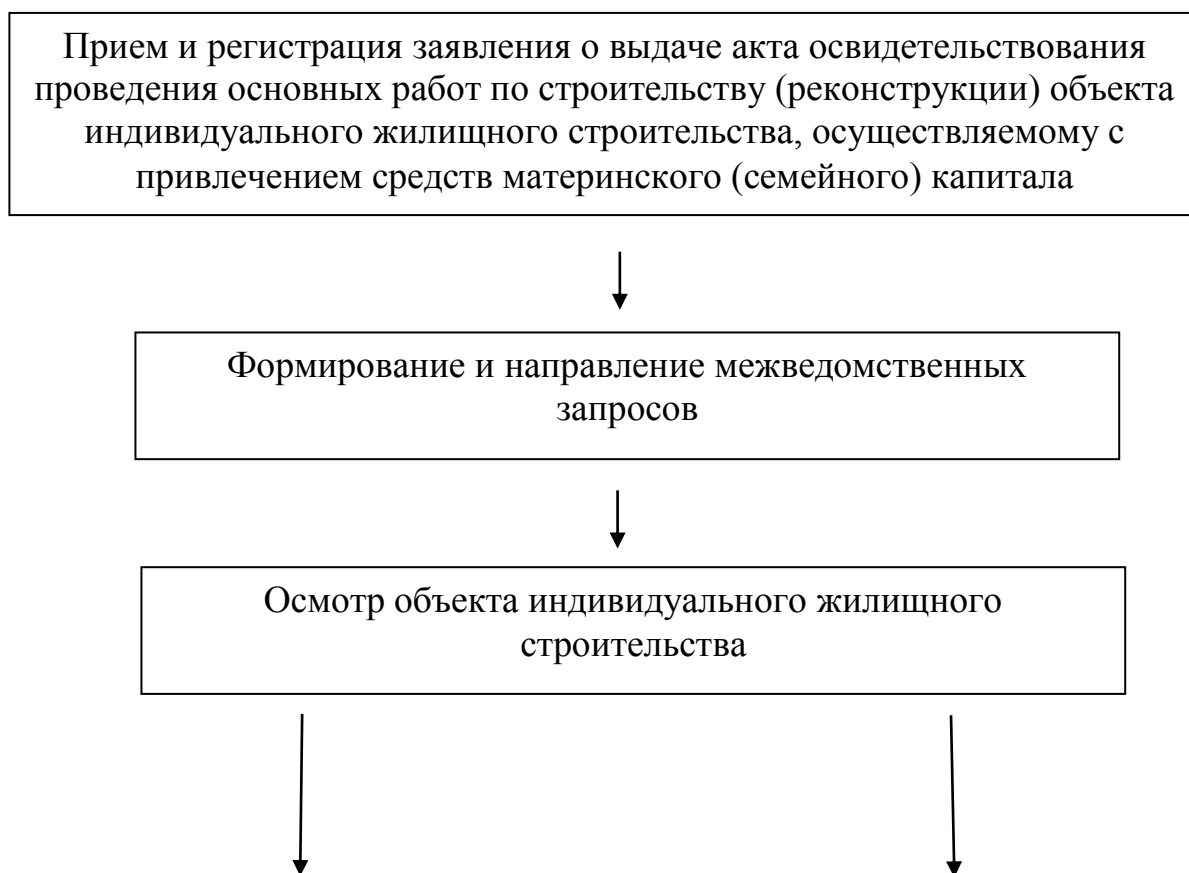 Прием и регистрация заявления о выдаче акта освидетельствования
проведения основных работ по строительству (реконструкции) объекта
индивидуального жилищного строительства, осуществляемому с
привлечением средств материнского (семейного) капитала
Формирование и направление межведомственных
запросов
Осмотр объекта индивидуального жилищного
строительства